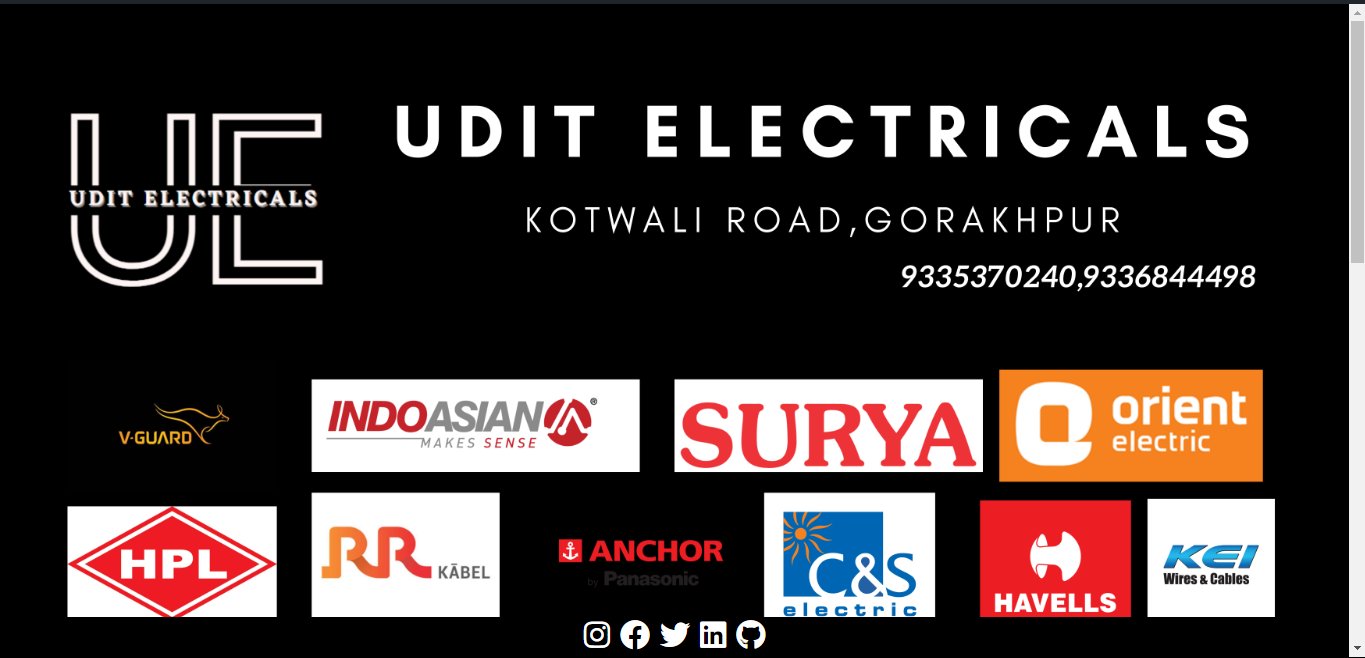 UDIT ELECTRICALS
UE
UDIT ELECTRICALS
KOTWALI ROAD,GORAKHPUR
9335370240,9336844498
V-GUARD
INDOASIAN®
MAKES SENSE
SURYA
orient
electric
HPL
RR KĀBEL
ANCHOR
by Panasonic
C&S
electric
HAVELLS
KEI
Wires & Cables